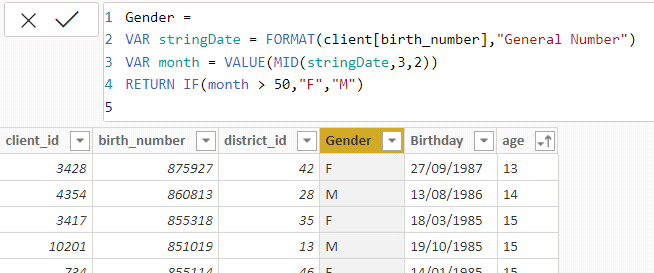 1 Gender =
2 VAR stringDate = FORMAT(client[birth_number],"General Number")
3 VAR month = VALUE(MID(stringDate,3,2))
4 RETURN IF(month > 50,"F","M")
5
client_id birth_number district_id Gender Birthday age
3428 875927 42 F 27/09/1987 13
4354 860813 28 M 13/08/1986 14
3417 855318 35 F 18/03/1985 15
10201 851019 13 M 19/10/1985 15
734 855114 46 F 14/01/1985 15